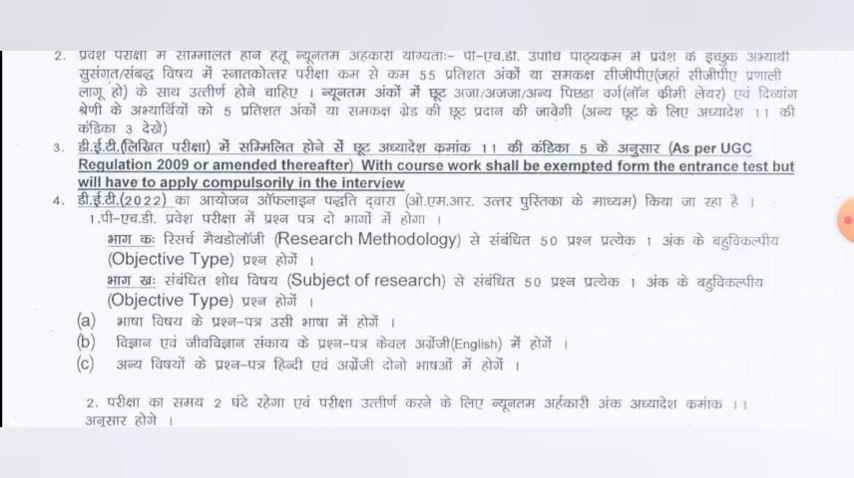 2. प्रवेश परीक्षा में सम्मिलित होने हेतू न्यूनतम अहर्कारी योग्यताः- पी-एच.डी. उपाधि पाठ्यकम में प्रवेश के इच्छुक अभ्यार्थी
सुसंगत/संबद्ध विषय में स्नातकोत्तर परीक्षा कम से कम 55 प्रतिशत अंकों या समकक्ष सीजीपीए(जहां सीजीपीए प्रणाली
लागू हो) के साथ उत्तीर्ण होने चाहिए । न्यूनतम अंकों में छूट अजा/अजजा/अन्य पिछडा वर्ग(नॉन क्रीमी लेयर) एवं दिव्यांग
श्रेणी के अभ्यार्थियों को 5 प्रतिशत अंकों या समकक्ष ग्रेड की छूट प्रदान की जावेगी (अन्य छूट के लिए अध्यादेश 11 की
कंडिका 3 देखे)
3. डी.ई.टी.(लिखित परीक्षा) में सम्मिलित होने सें छूट अध्यादेश कमांक 11 की कंडिका 5 के अनुसार (As per UGC
Regulation 2009 or amended thereafter) With course work shall be exempted form the entrance test but
will have to apply compulsorily in the interview
4. डी.ई.टी.(2022) का आयोजन ऑफलाइन पद्धति द्वारा (ओ.एम.आर. उत्तर पुस्तिका के माध्यम) किया जा रहा है ।
1.पी-एच.डी. प्रवेश परीक्षा में प्रश्न पत्र दो भागों में होगा ।
भाग कः रिसर्च मैथडोलॉजी (Research Methodology) से संबंधित 50 प्रश्न प्रत्येक 1 अंक के बहुविकल्पीय
(Objective Type) प्रश्न होगें ।
भाग खः संबंधित शोध विषय (Subject of research) से संबंधित 50 प्रश्न प्रत्येक 1 अंक के बहुविकल्पीय
(Objective Type) प्रश्न होगें ।
(a) भाषा विषय के प्रश्न-पत्र उसी भाषा में होगें ।
(b) विज्ञान एवं जीवविज्ञान संकाय के प्रश्न-पत्र केवल अग्रेंजी(English) में होगें ।
(c) अन्य विषयों के प्रश्न-पत्र हिन्दी एवं अग्रेंजी दोनो भाषओं में होगें ।
2. परीक्षा का समय 2 घंटे रहेगा एवं परीक्षा उत्तीर्ण करने के लिए न्यूनतम अर्हकारी अंक अध्यादेश कमांक 11
अनुसार होगे ।